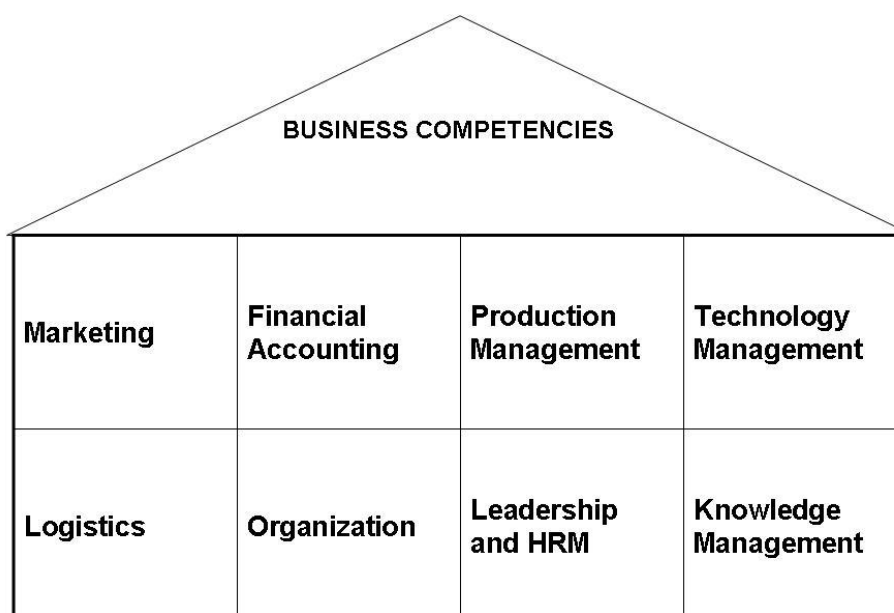 BUSINESS COMPETENCIES
Marketing
Financial
Accounting
Production
Management
Technology
Management
Logistics
Organization
Leadership
and HRM
Knowledge
Management